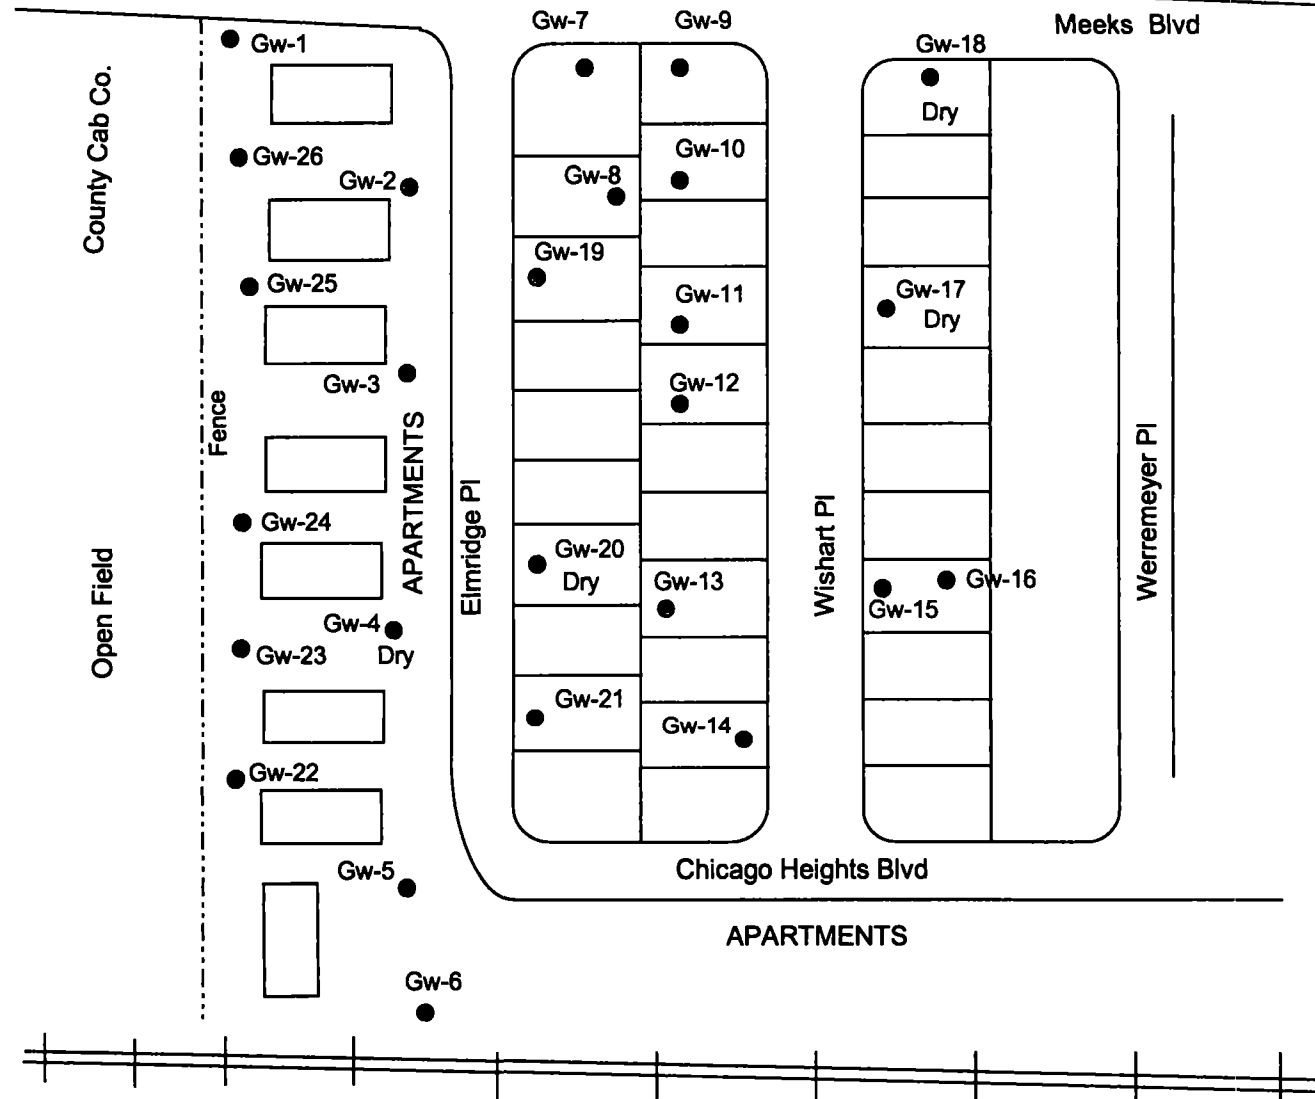 Gw-7
Gw-9
Meeks Blvd
Gw-1
Gw-18
Dry
County Cab Co.
Gw-26
Gw-2
Gw-8
Gw-10
Gw-19
Gw-25
Gw-11
Gw-17
Dry
Gw-3
Gw-12
Fence
APARTMENTS
Elmridge Pl
Wishart Pl
Werremeyer Pl
Gw-24
Gw-20
Dry
Gw-13
Gw-16
Gw-15
Open Field
Gw-4
Dry
Gw-23
Gw-21
Gw-14
Gw-22
Gw-5
Chicago Heights Blvd
APARTMENTS
Gw-6